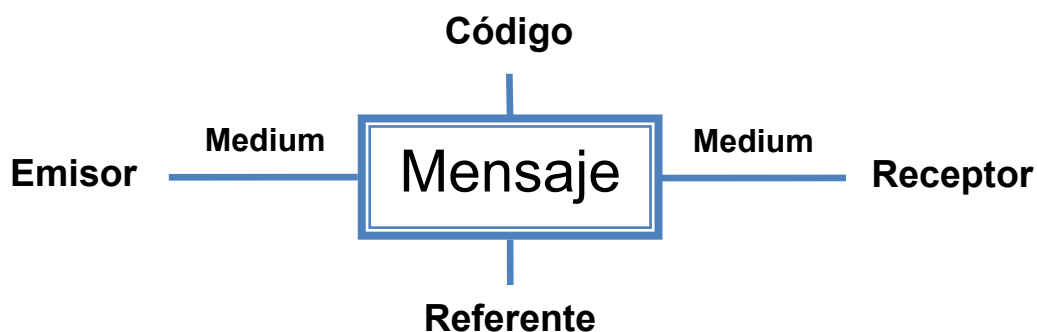 Código
Medium
Medium
Emisor
Mensaje
Receptor
Referente